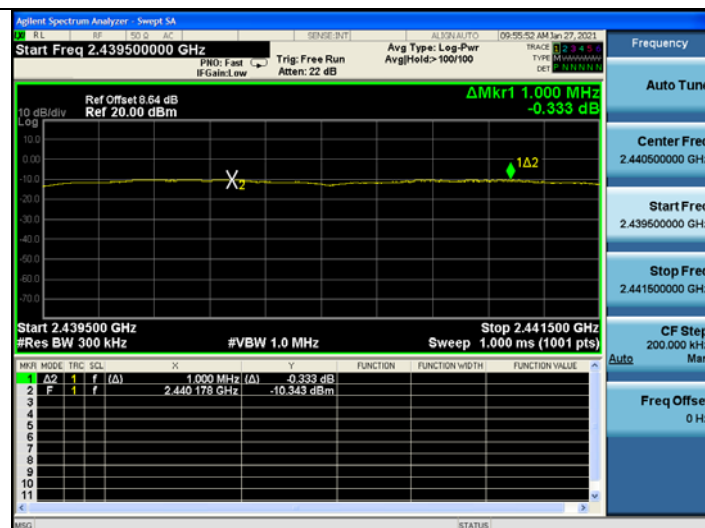 Agilent Spectrum Analyzer - Swept SA
RL RF 50 Ω AC SENSE:INT ALIGN AUTO 09:55:52 AM Jan 27, 2021
Start Freq 2.439500000 GHz
PNO: Fast
IFGain:Low
Trig: Free Run
Atten: 22 dB
Avg Type: Log-Pwr
Avg|Hold:> 100/100
TRACE 1 2 3 4 5 6
TYPE MWWWWW
DET P NNNNN
ΔMkr1 1.000 MHz
-0.333 dB
Ref Offset 8.64 dB
Ref 20.00 dBm
10 dB/div
Log
10.0
0.00
-10.0
-20.0
-30.0
-40.0
-50.0
-60.0
-70.0
1Δ2
2
Start 2.439500 GHz Stop 2.441500 GHz
#Res BW 300 kHz #VBW 1.0 MHz Sweep 1.000 ms (1001 pts)
MKR MODE TRC SCL X Y FUNCTION FUNCTION WIDTH FUNCTION VALUE
1 Δ2 1 f (Δ) 1.000 MHz (Δ) -0.333 dB
2 F 1 f 2.440 178 GHz -10.343 dBm
3
4
5
6
7
8
9
10
11
MSG STATUS
Frequency
Auto Tune
Center Freq
2.440500000 GHz
Start Freq
2.439500000 GHz
Stop Freq
2.441500000 GHz
CF Step
200.000 kHz
Auto Man
Freq Offset
0 Hz